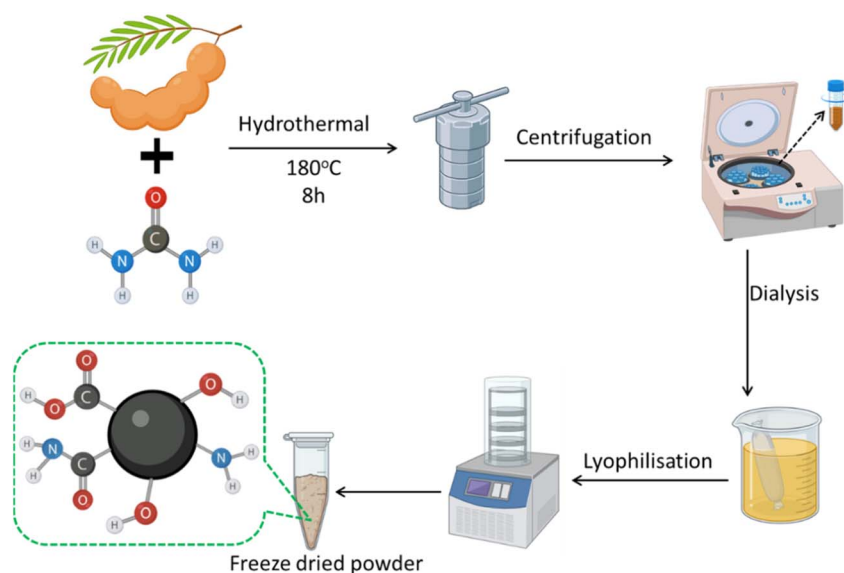 Hydrothermal
180°C
8h
Centrifugation
O
C
H
N
N
H
H
H
Dialysis
O
H
O
C
O
H
H
N
H
C
N
H
H
O
O
H
Lyophilisation
Freeze dried powder